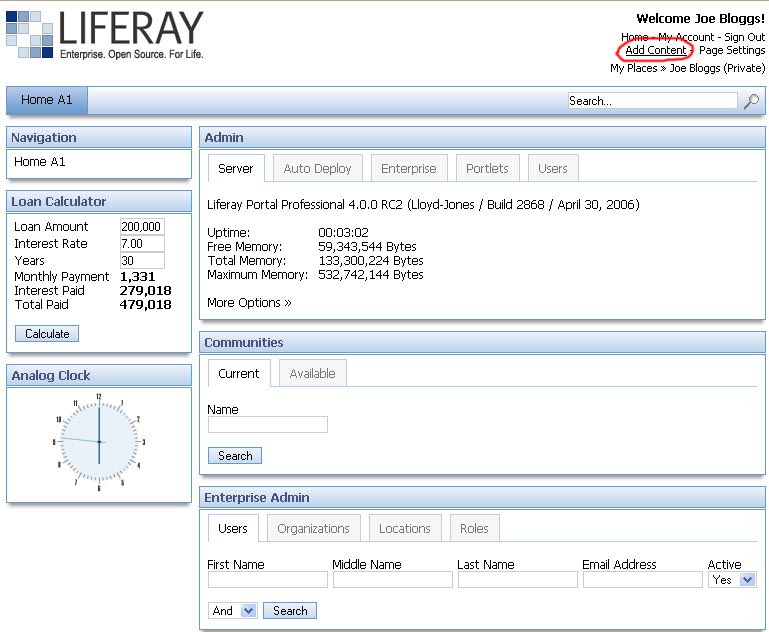 LIFERAY
Enterprise. Open Source. For Life.
Welcome Joe Bloggs!
Home - My Account - Sign Out
Add Content - Page Settings
My Places » Joe Bloggs (Private)
Home A1
Search...
Navigation
Home A1
Loan Calculator
Loan Amount 200,000
Interest Rate 7.00
Years 30
Monthly Payment 1,331
Interest Paid 279,018
Total Paid 479,018
Calculate
Analog Clock
12
1
2
3
4
5
6
7
8
9
10
11
Admin
Server Auto Deploy Enterprise Portlets Users
Liferay Portal Professional 4.0.0 RC2 (Lloyd-Jones / Build 2868 / April 30, 2006)
Uptime: 00:03:02
Free Memory: 59,343,544 Bytes
Total Memory: 133,300,224 Bytes
Maximum Memory: 532,742,144 Bytes
More Options »
Communities
Current Available
Name
Search
Enterprise Admin
Users Organizations Locations Roles
First Name Middle Name Last Name Email Address Active
Yes
And Search